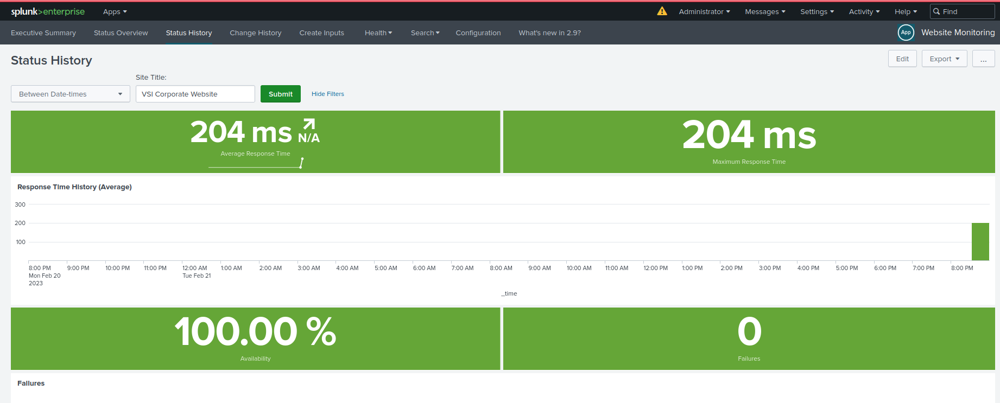 splunk>enterprise Apps Administrator Messages Settings Activity Help Find
Executive Summary Status Overview Status History Change History Create Inputs Health Search Configuration What's new in 2.9? App Website Monitoring
Status History Edit Export ...
Site Title:
Between Date-times VSI Corporate Website Submit Hide Filters
204 ms N/A
Average Response Time
204 ms
Maximum Response Time
Response Time History (Average)
300
200
100
8:00 PM 9:00 PM 10:00 PM 11:00 PM 12:00 AM 1:00 AM 2:00 AM 3:00 AM 4:00 AM 5:00 AM 6:00 AM 7:00 AM 8:00 AM 9:00 AM 10:00 AM 11:00 AM 12:00 PM 1:00 PM 2:00 PM 3:00 PM 4:00 PM 5:00 PM 6:00 PM 7:00 PM 8:00 PM
Mon Feb 20 Tue Feb 21
2023
_time
100.00 %
Availability
0
Failures
Failures